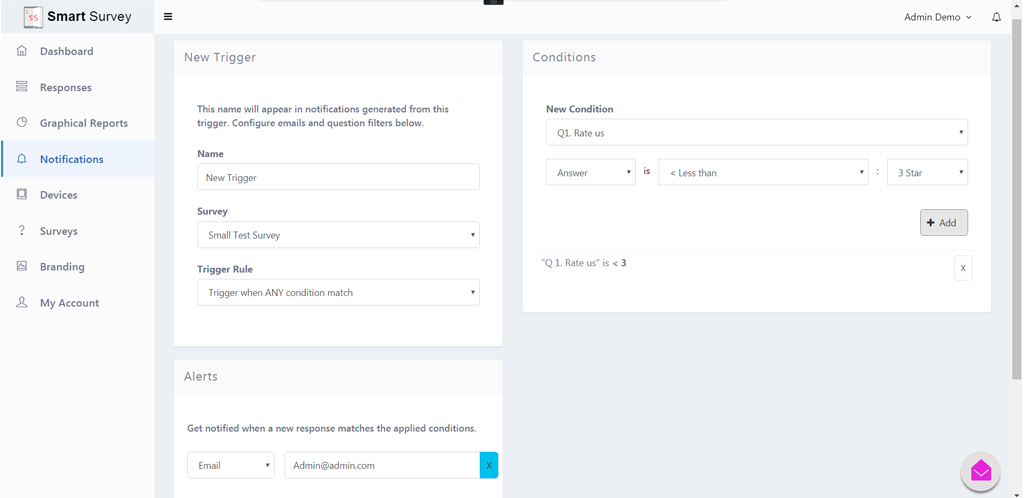 SS Smart Survey
Admin Demo
Dashboard
Responses
Graphical Reports
Notifications
Devices
? Surveys
Branding
My Account
New Trigger
This name will appear in notifications generated from this
trigger. Configure emails and question filters below.
Name
New Trigger
Survey
Small Test Survey
Trigger Rule
Trigger when ANY condition match
Alerts
Get notified when a new response matches the applied conditions.
Email
Admin@admin.com
X
Conditions
New Condition
Q1. Rate us
Answer is < Less than : 3 Star
+ Add
"Q 1. Rate us" is < 3
X